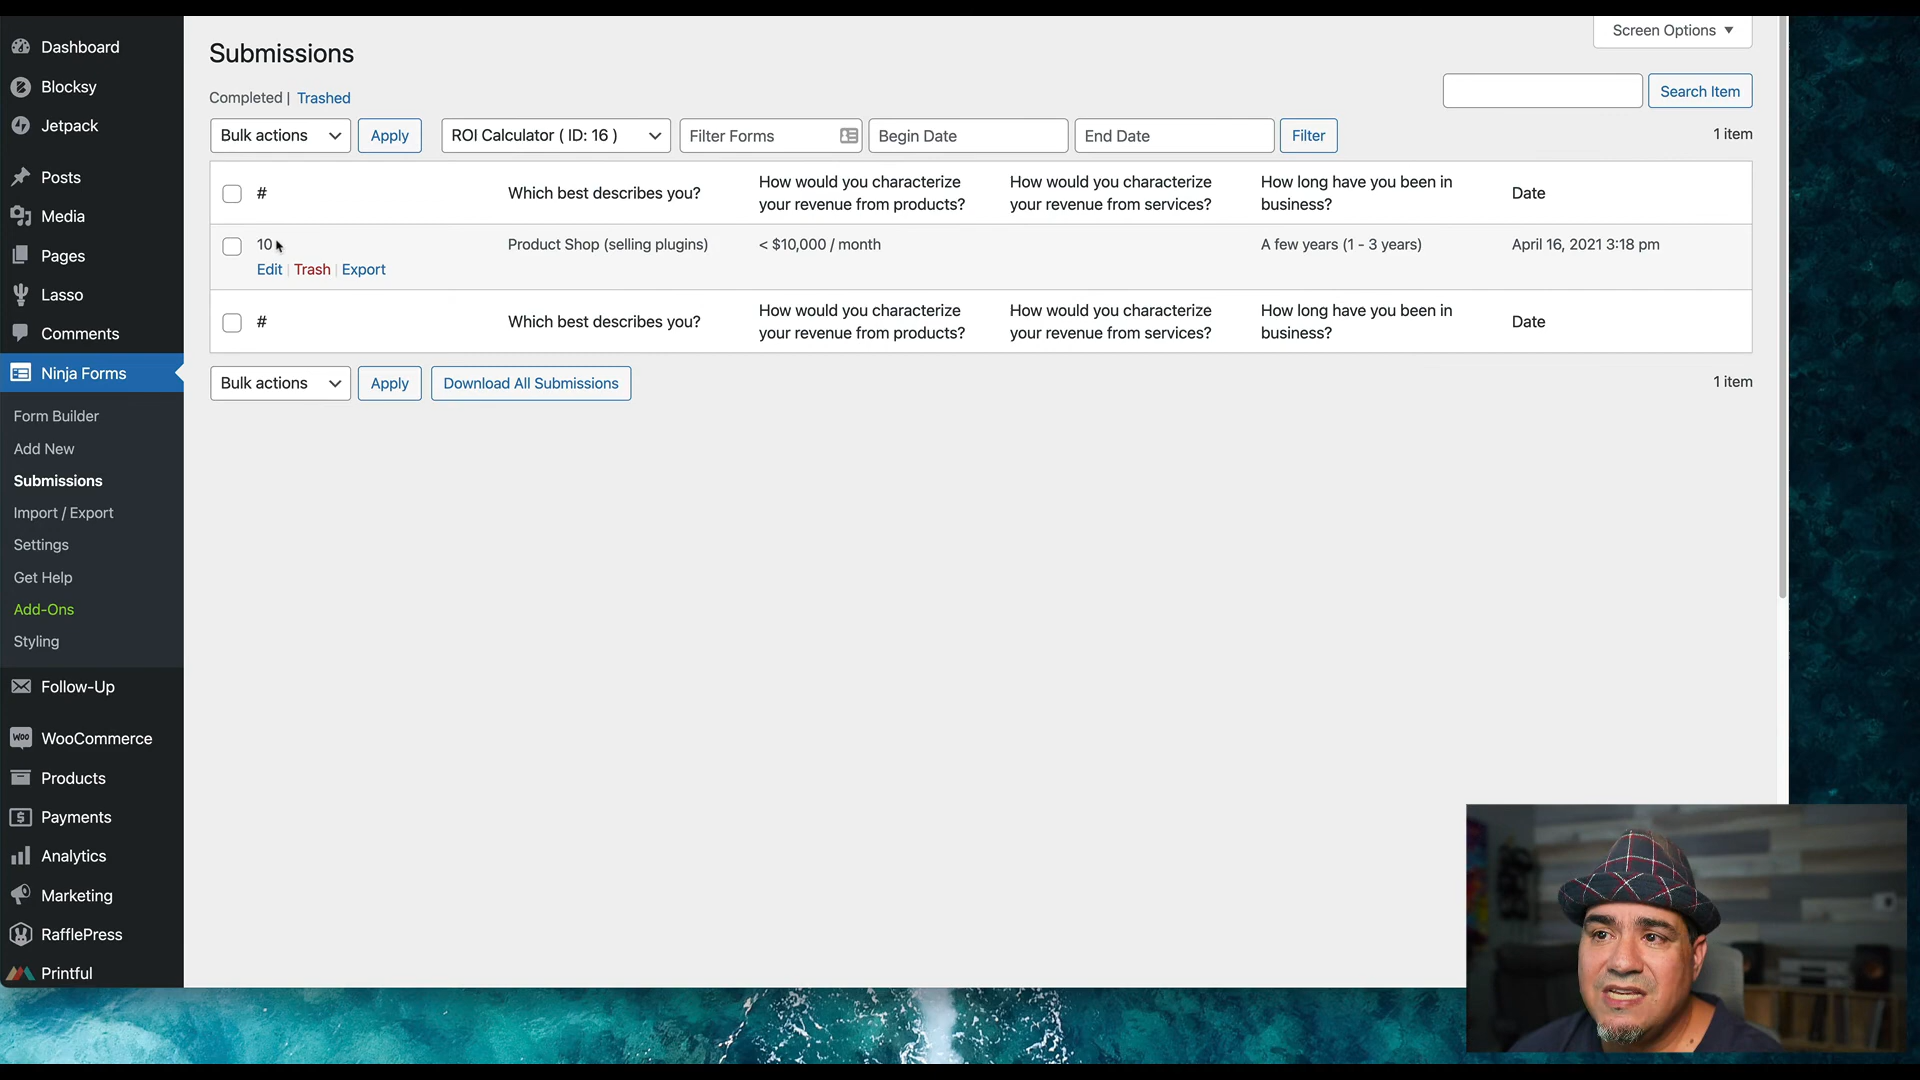 Dashboard
Blocksy
Jetpack
Posts
Media
Pages
Lasso
Comments
Ninja Forms
Form Builder
Add New
Submissions
Import / Export
Settings
Get Help
Add-Ons
Styling
Follow-Up
WOO WooCommerce
Products
Payments
Analytics
Marketing
RafflePress
Printful
Screen Options
Submissions
Completed | Trashed
Search Item
Bulk actions Apply ROI Calculator ( ID: 16 ) Filter Forms Begin Date End Date Filter 1 item
# Which best describes you? How would you characterize How would you characterize How long have you been in Date
your revenue from products? your revenue from services? business?
10 Product Shop (selling plugins) < $10,000 / month A few years (1 - 3 years) April 16, 2021 3:18 pm
Edit | Trash | Export
# Which best describes you? How would you characterize How would you characterize How long have you been in Date
your revenue from products? your revenue from services? business?
Bulk actions Apply Download All Submissions 1 item